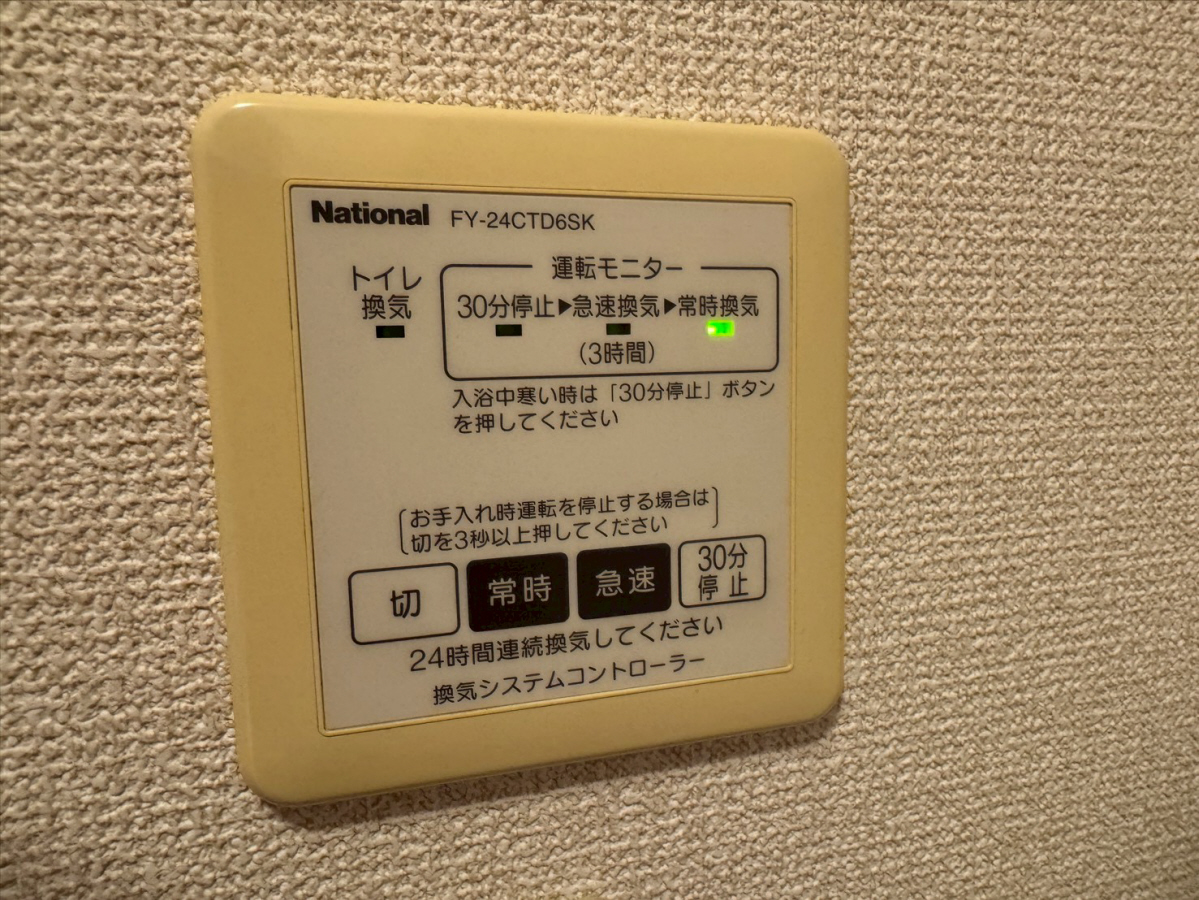 National FY-24CTD6SK
トイレ
換気
運転モニター
30分停止▶急速換気▶常時換気
(3時間)
入浴中寒い時は「30分停止」ボタン
を押してください
お手入れ時運転を停止する場合は
切を3秒以上押してください
切 常時 急速 30分
停止
24時間連続換気してください
換気システムコントローラー